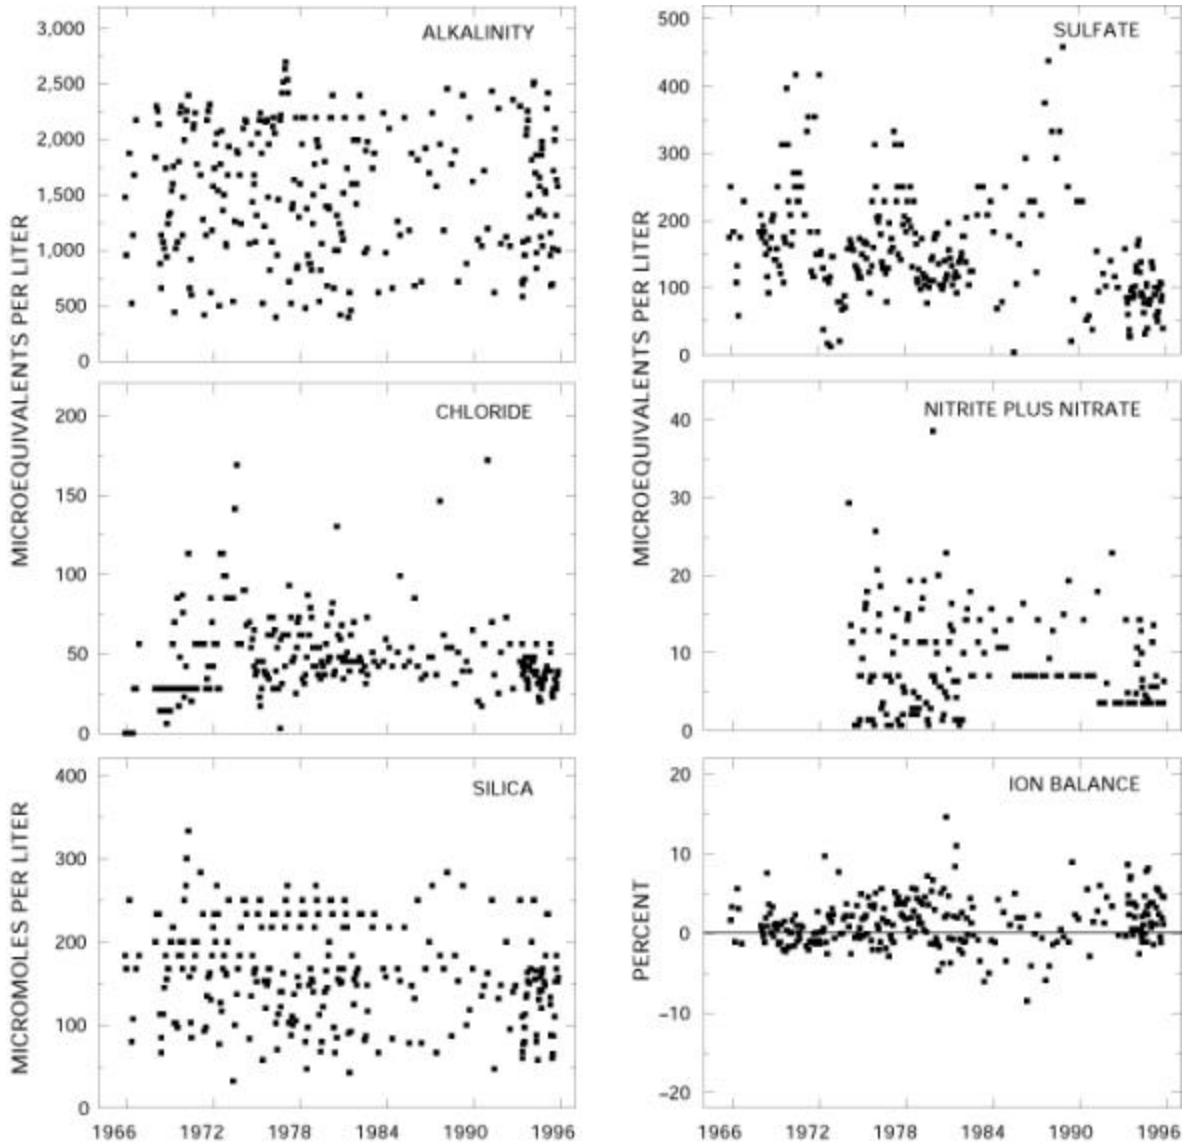 ALKALINITY
3,000
2,500
2,000
1,500
1,000
500
0
MICROEQUIVALENTS PER LITER
SULFATE
500
400
300
200
100
0
MICROEQUIVALENTS PER LITER
CHLORIDE
200
150
100
50
0
NITRITE PLUS NITRATE
40
30
20
10
0
SILICA
400
300
200
100
0
MICROMOLES PER LITER
1966 1972 1978 1984 1990 1996
ION BALANCE
20
10
0
−10
−20
PERCENT
1966 1972 1978 1984 1990 1996